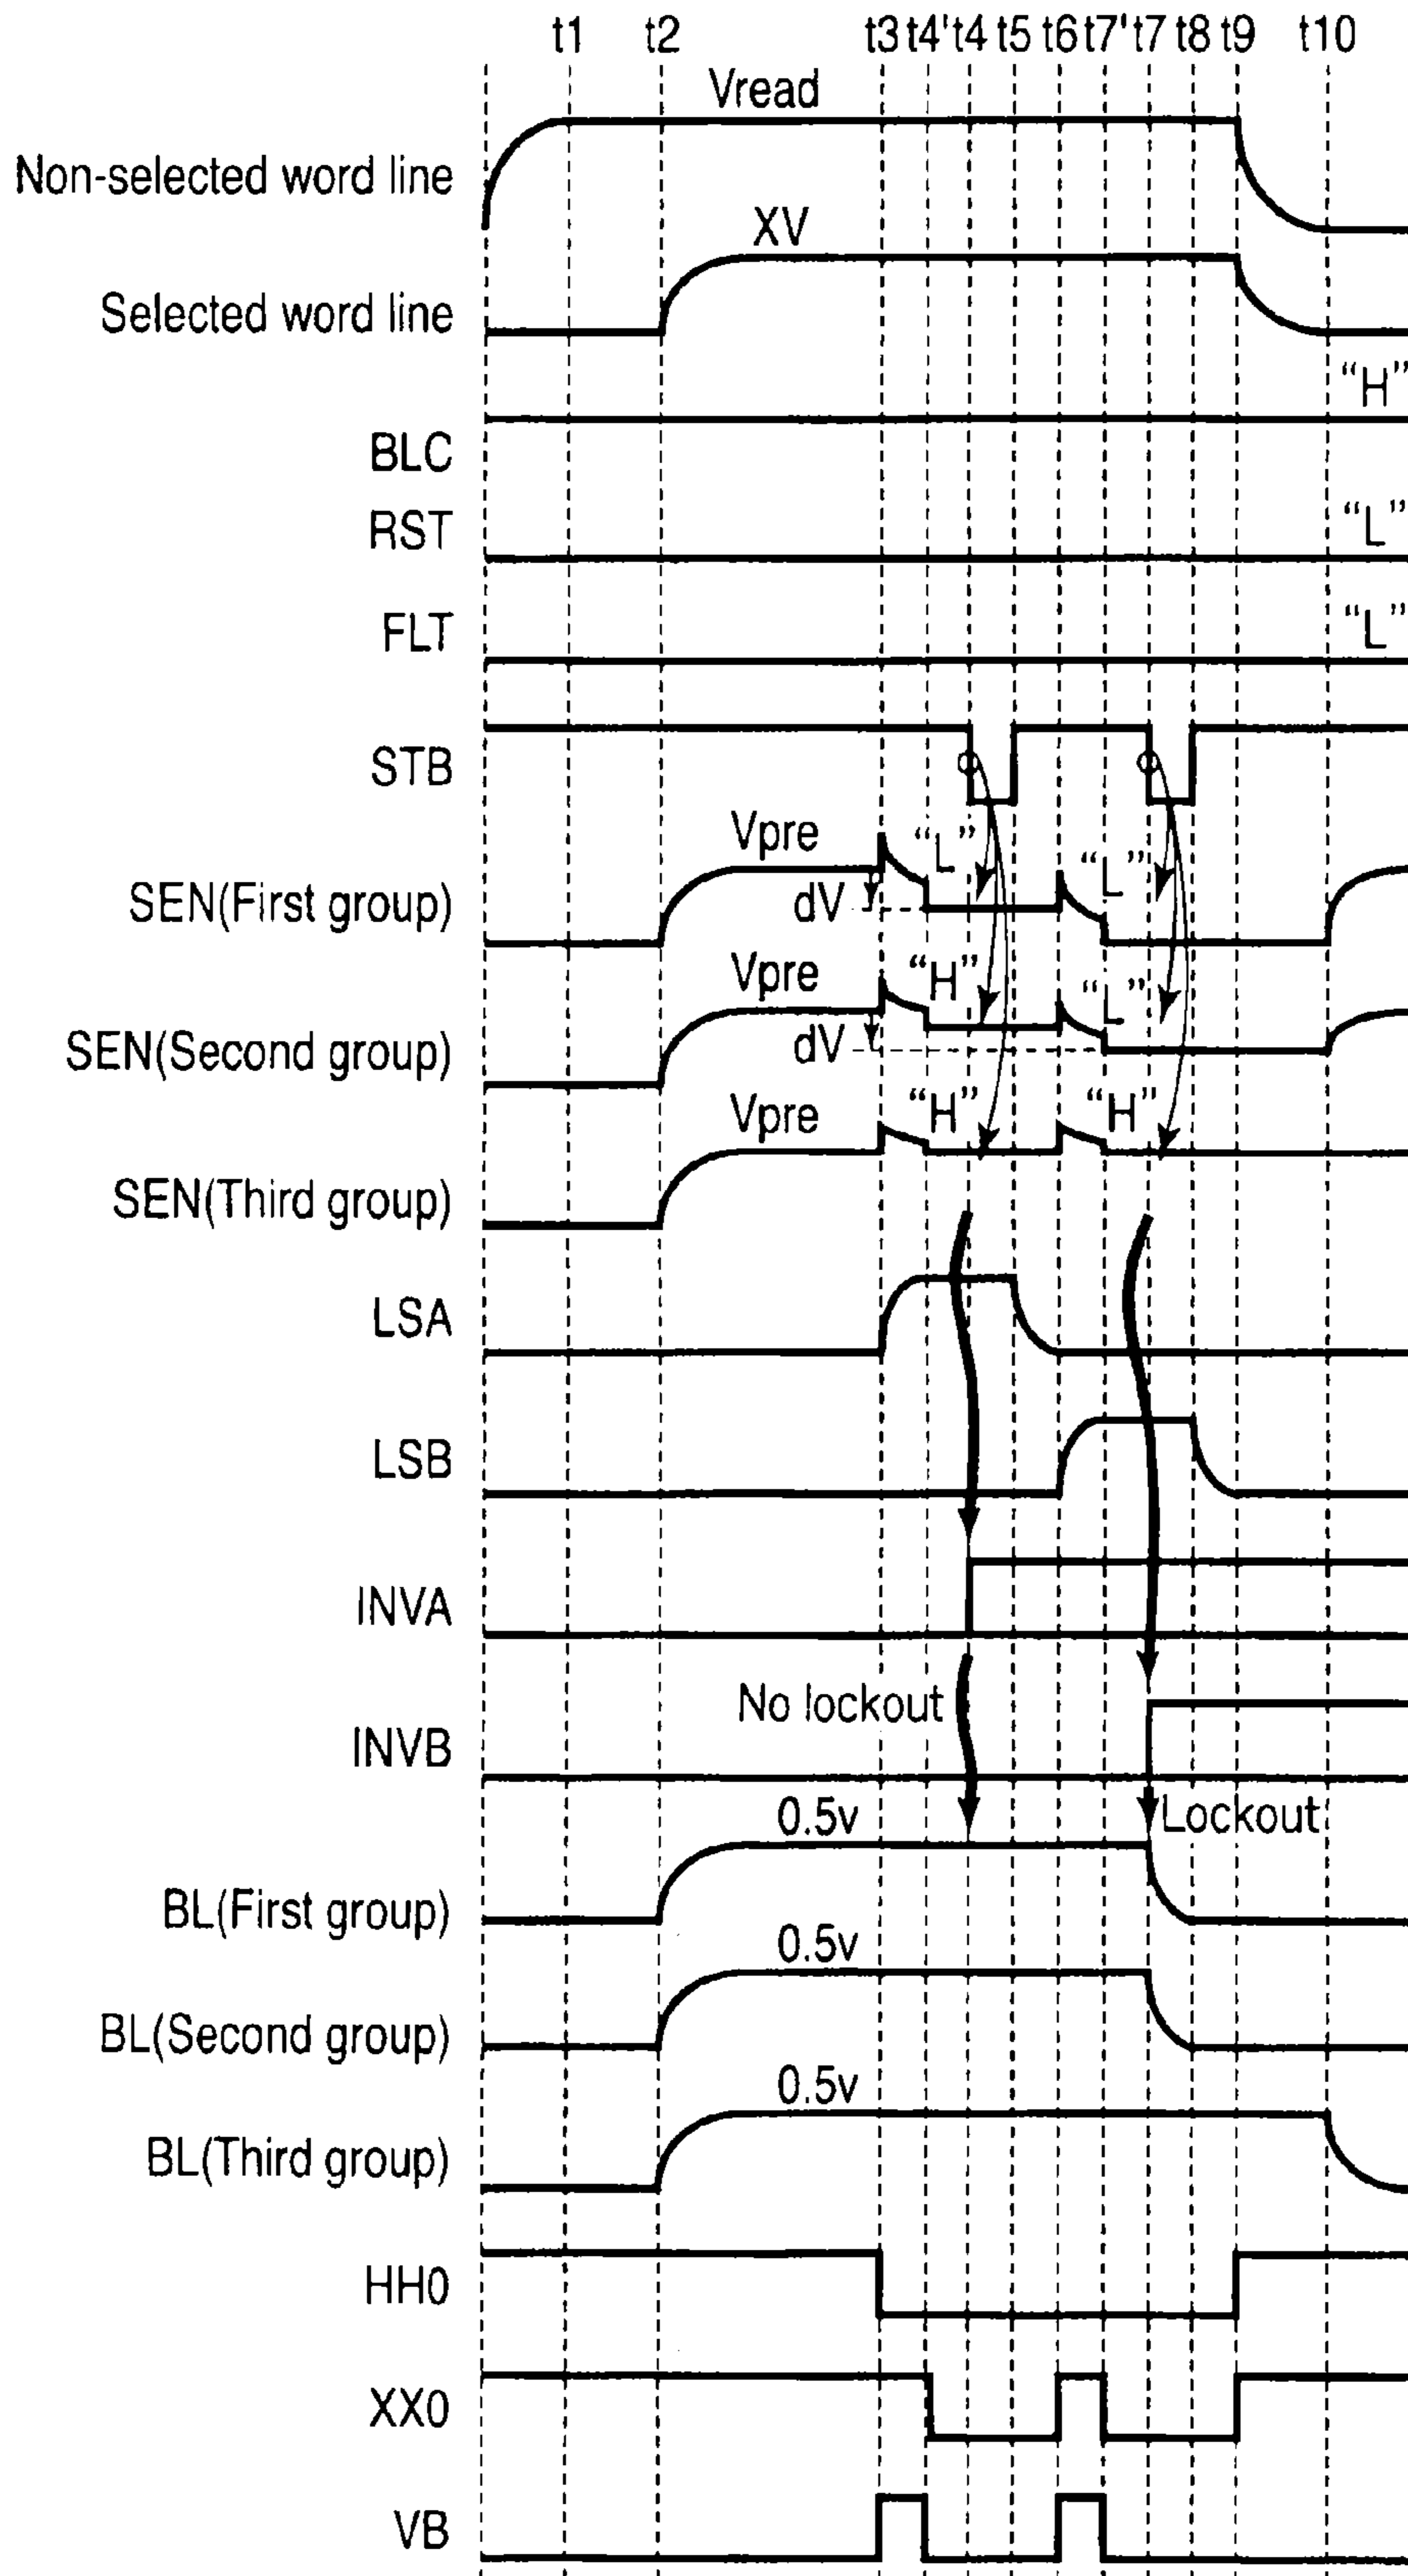 t1 t2 t3 t4' t4 t5 t6 t7' t7 t8 t9 t10
Vread
Non-selected word line
XV
Selected word line
“H”
BLC
RST
“L”
FLT
“L”
STB
Vpre
“L”
“L”
SEN(First group)
dV
Vpre
“H”
“L”
SEN(Second group)
dV
Vpre
“H”
“H”
SEN(Third group)
LSA
LSB
INVA
No lockout
INVB
0.5v
Lockout
BL(First group)
0.5v
BL(Second group)
0.5v
BL(Third group)
HH0
XX0
VB